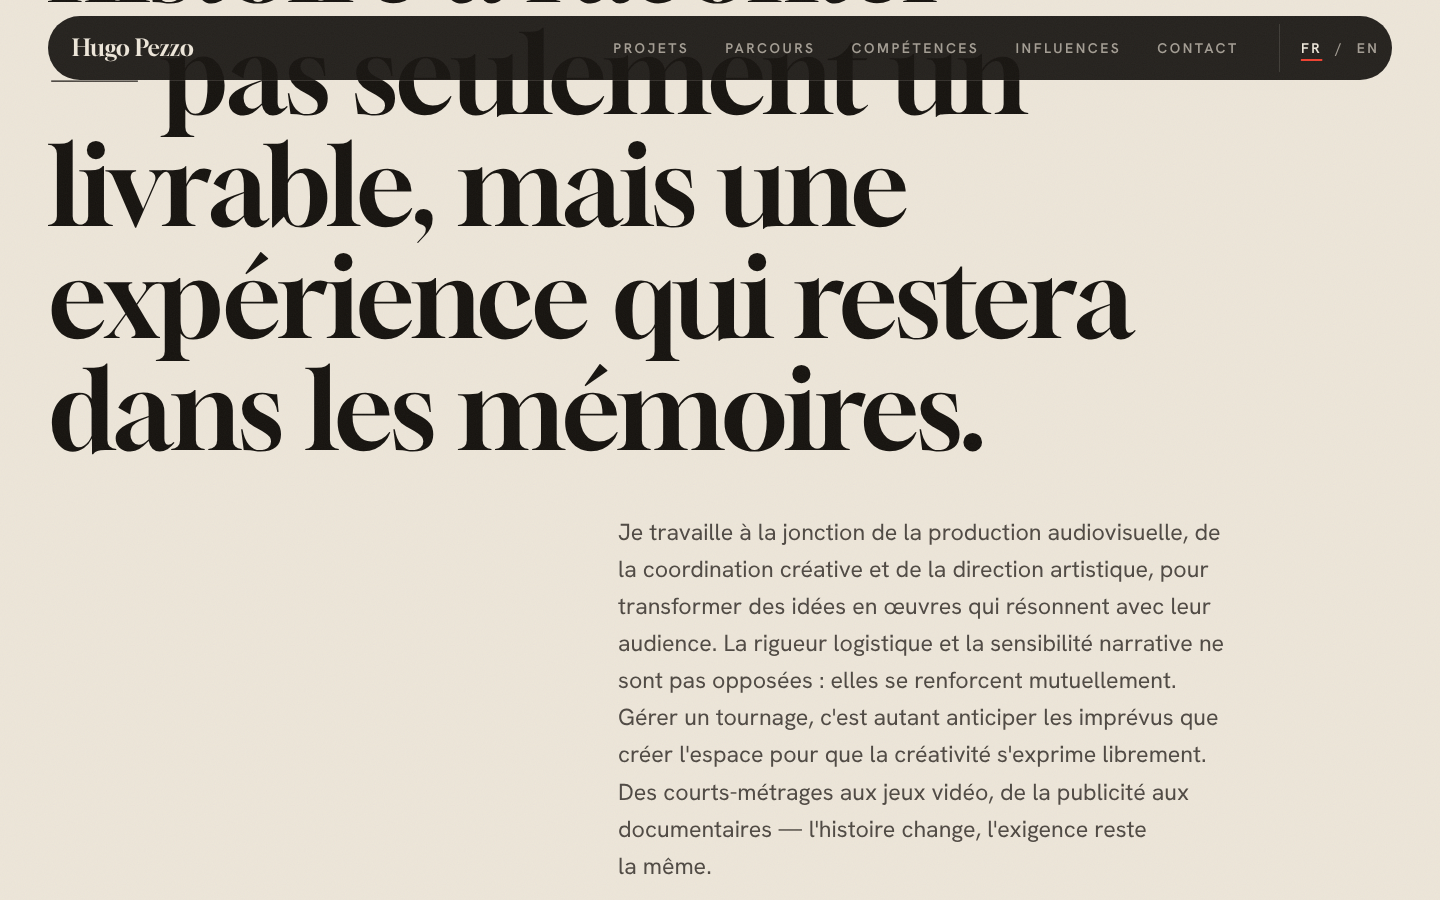 Hugo Pezzo
PROJETS PARCOURS COMPÉTENCES INFLUENCES CONTACT FR / EN
— pas seulement un
livrable, mais une
expérience qui restera
dans les mémoires.
Je travaille à la jonction de la production audiovisuelle, de
la coordination créative et de la direction artistique, pour
transformer des idées en œuvres qui résonnent avec leur
audience. La rigueur logistique et la sensibilité narrative ne
sont pas opposées : elles se renforcent mutuellement.
Gérer un tournage, c'est autant anticiper les imprévus que
créer l'espace pour que la créativité s'exprime librement.
Des courts-métrages aux jeux vidéo, de la publicité aux
documentaires — l'histoire change, l'exigence reste
la même.